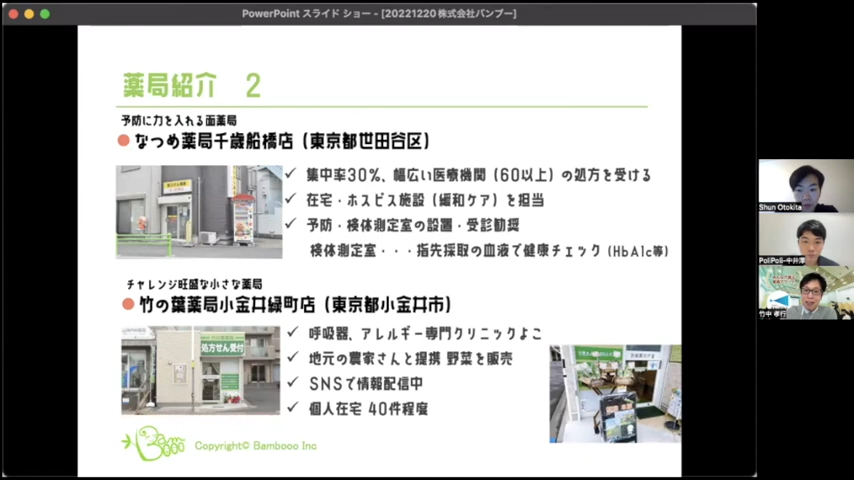 PowerPoint スライド ショー - [20221220 株式会社バンブー]
薬局紹介 2
予防に力を入れる面薬局
なつめ薬局千歳船橋店（東京都世田谷区）
集中率30%、幅広い医療機関（60以上）の処方を受ける
在宅・ホスピス施設（緩和ケア）を担当
予防・検体測定室の設置・受診勧奨
検体測定室・・・指先採取の血液で健康チェック（HbA1c等）
チャレンジ旺盛な小さな薬局
竹の葉薬局小金井緑町店（東京都小金井市）
呼吸器、アレルギー専門クリニックよこ
地元の農家さんと提携 野菜を販売
SNSで情報配信中
個人在宅 40件程度
処方せん受付
Bamboo
Copyright© Bambooo Inc
Shun Otokita
PoliPoli-中井澤
竹中 孝行